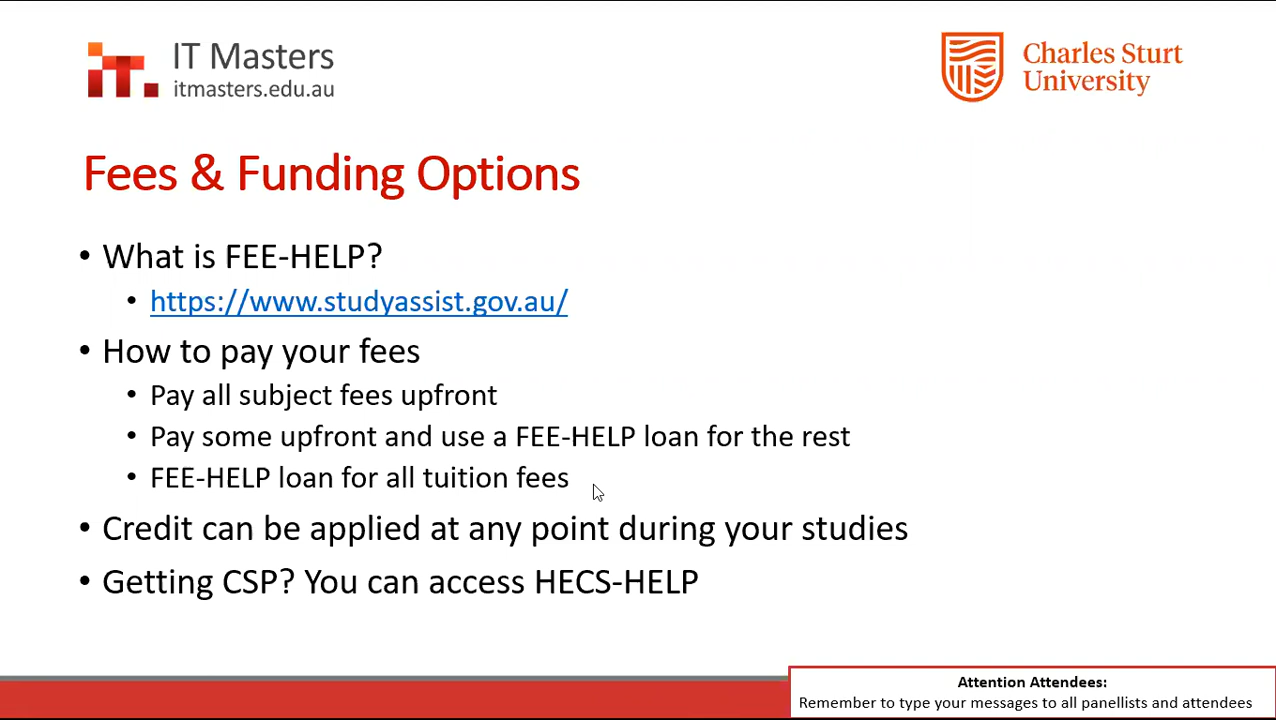 iT.
IT Masters
itmasters.edu.au
Charles Sturt
University
Fees & Funding Options
• What is FEE-HELP?
• https://www.studyassist.gov.au/
• How to pay your fees
• Pay all subject fees upfront
• Pay some upfront and use a FEE-HELP loan for the rest
• FEE-HELP loan for all tuition fees
• Credit can be applied at any point during your studies
• Getting CSP? You can access HECS-HELP
Attention Attendees:
Remember to type your messages to all panellists and attendees